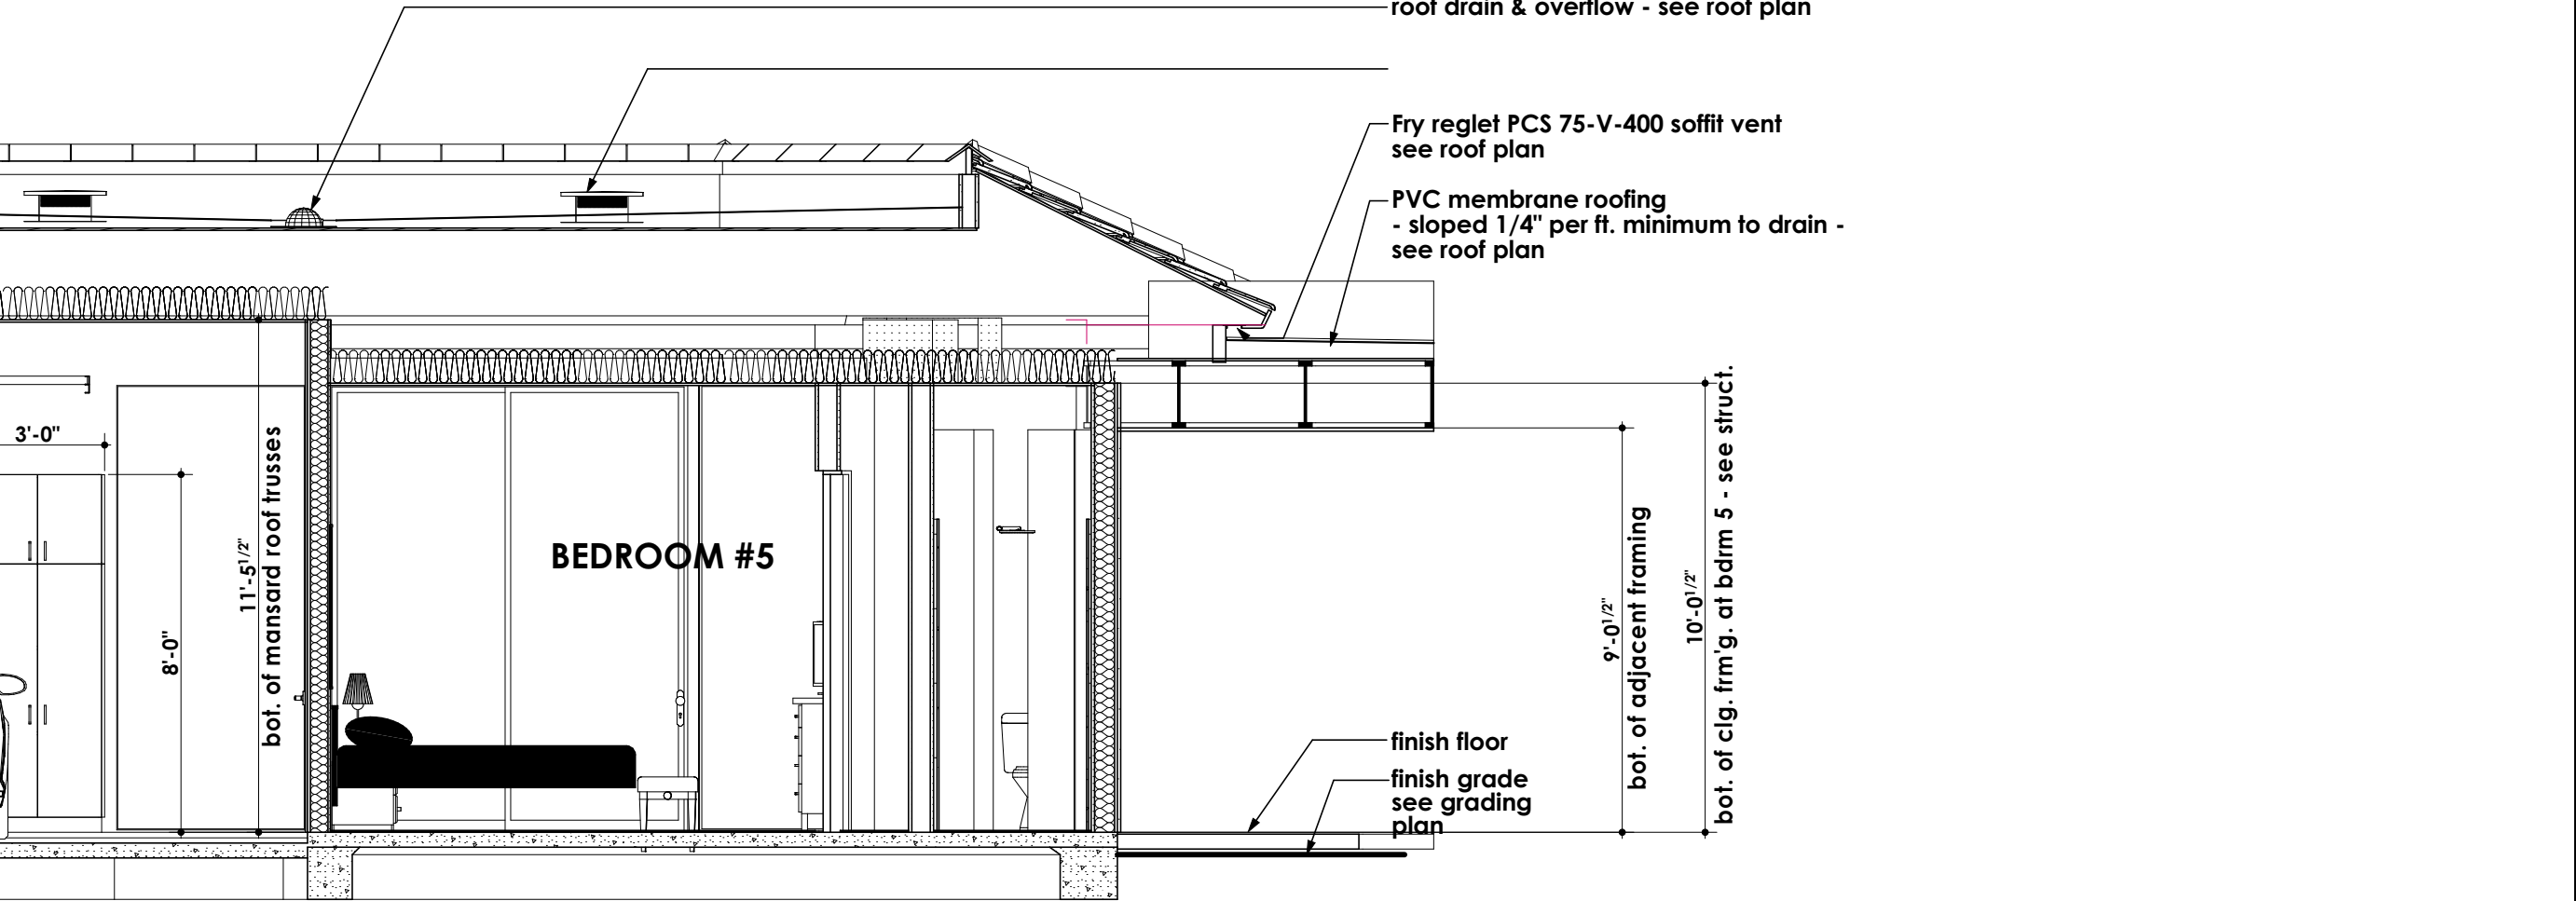 roof drain & overflow - see roof plan
Fry reglet PCS 75-V-400 soffit vent
see roof plan
PVC membrane roofing
- sloped 1/4" per ft. minimum to drain -
see roof plan
3'-0"
8'-0"
11'-5 1/2"
bot. of mansard roof trusses
BEDROOM #5
9'-0 1/2"
bot. of adjacent framing
10'-0 1/2"
bot. of clg. frm'g. at bdrm 5 - see struct.
finish floor
finish grade
see grading
plan